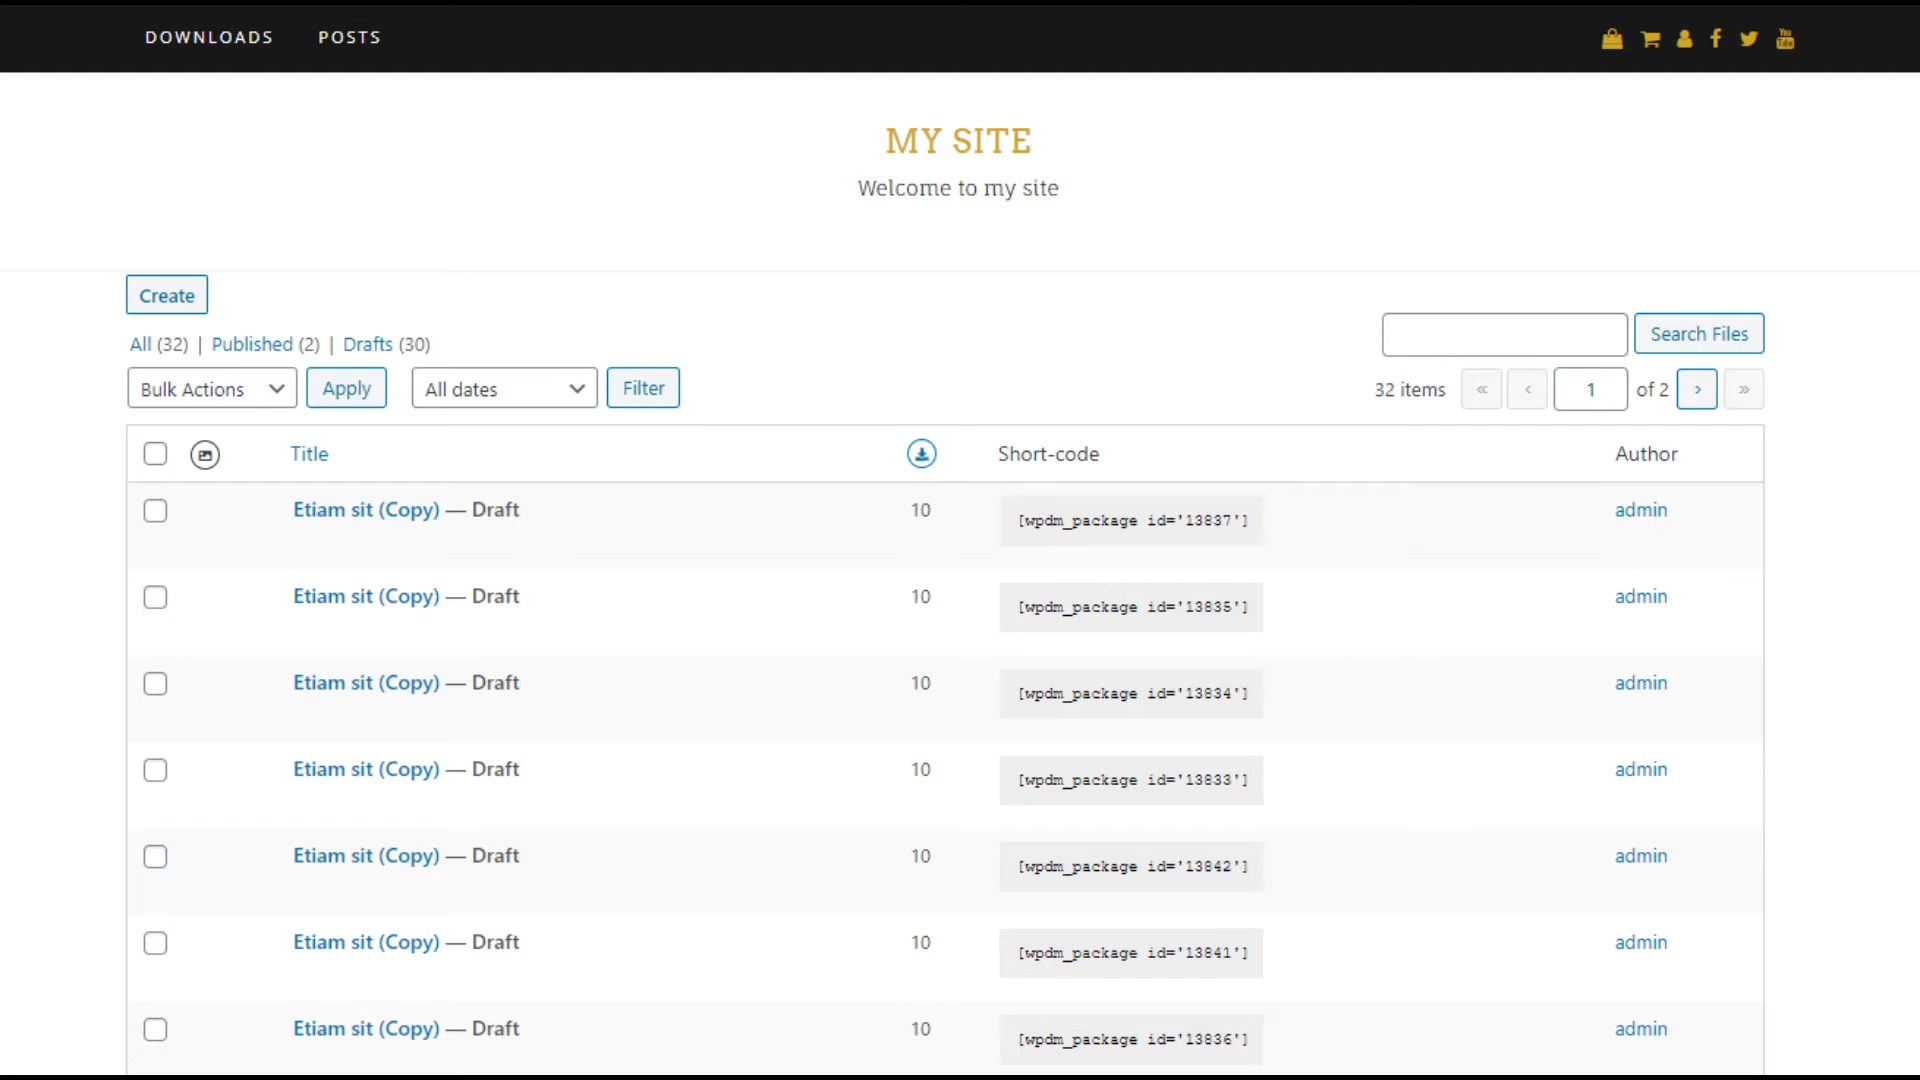 DOWNLOADS POSTS
You Tube
MY SITE
Welcome to my site
Create
All (32) | Published (2) | Drafts (30)
Search Files
Bulk Actions Apply All dates Filter
32 items « ‹ 1 of 2 › »
Title Short-code Author
Etiam sit (Copy) — Draft 10 [wpdm_package id='13837'] admin
Etiam sit (Copy) — Draft 10 [wpdm_package id='13835'] admin
Etiam sit (Copy) — Draft 10 [wpdm_package id='13834'] admin
Etiam sit (Copy) — Draft 10 [wpdm_package id='13833'] admin
Etiam sit (Copy) — Draft 10 [wpdm_package id='13842'] admin
Etiam sit (Copy) — Draft 10 [wpdm_package id='13841'] admin
Etiam sit (Copy) — Draft 10 [wpdm_package id='13836'] admin